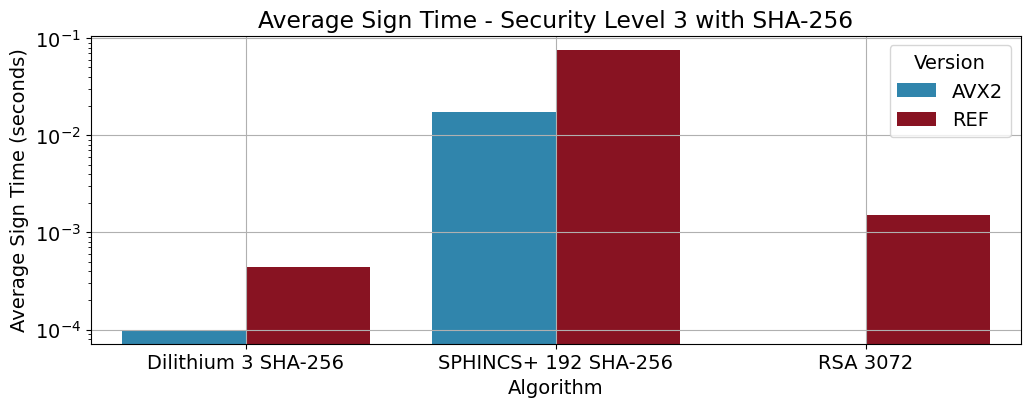 Average Sign Time - Security Level 3 with SHA-256
Average Sign Time (seconds)
10⁻¹
10⁻²
10⁻³
10⁻⁴
Version
AVX2
REF
Dilithium 3 SHA-256
SPHINCS+ 192 SHA-256
RSA 3072
Algorithm